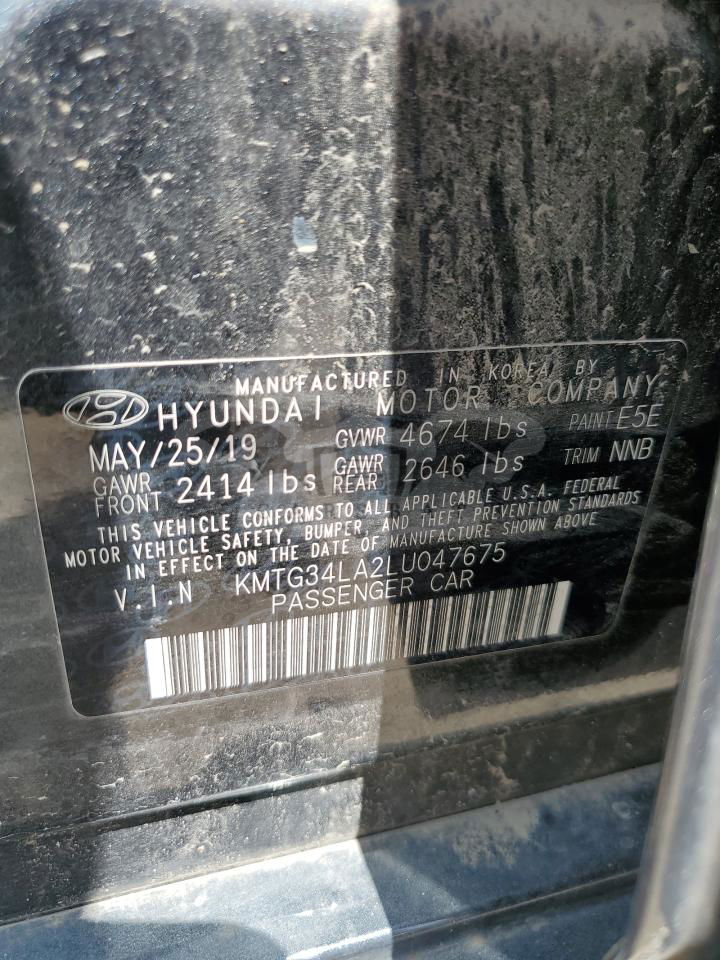 MANUFACTURED IN KOREA BY
HYUNDAI MOTOR COMPANY
MAY/25/19 GVWR 4674 lbs PAINT E5E
GAWR FRONT 2414 lbs GAWR REAR 2646 lbs TRIM NNB
THIS VEHICLE CONFORMS TO ALL APPLICABLE U.S.A. FEDERAL
MOTOR VEHICLE SAFETY, BUMPER, AND THEFT PREVENTION STANDARDS
IN EFFECT ON THE DATE OF MANUFACTURE SHOWN ABOVE
V.I.N KMTG34LA2LU047675
PASSENGER CAR